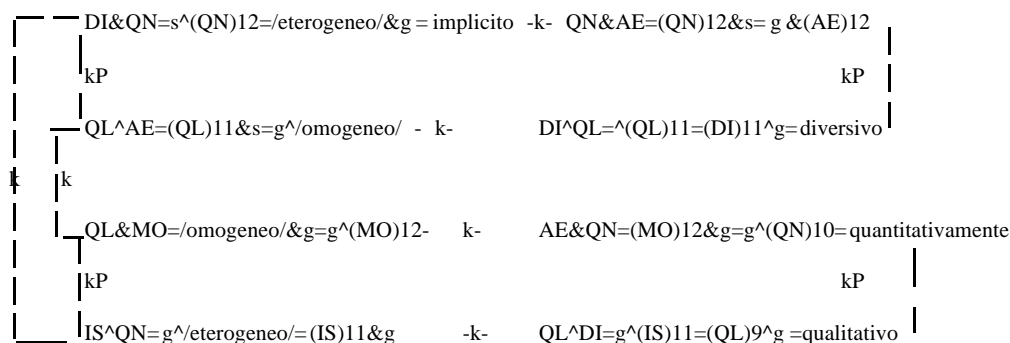 DI&QN=s^(QN)12=/eterogeneo/&g = implicito -k- QN&AE=(QN)12&s= g &(AE)12
kP kP
QL^AE=(QL)11&s=g^/omogeneo/ - k- DI^QL=^(QL)11=(DI)11^g= diversivo
k k
QL&MO=/omogeneo/&g=g^(MO)12- k- AE&QN=(MO)12&g=g^(QN)10= quantitativamente
kP kP
IS^QN=g^/eterogeneo/=(IS)11&g -k- QL^DI=g^(IS)11=(QL)9^g =qualitativo